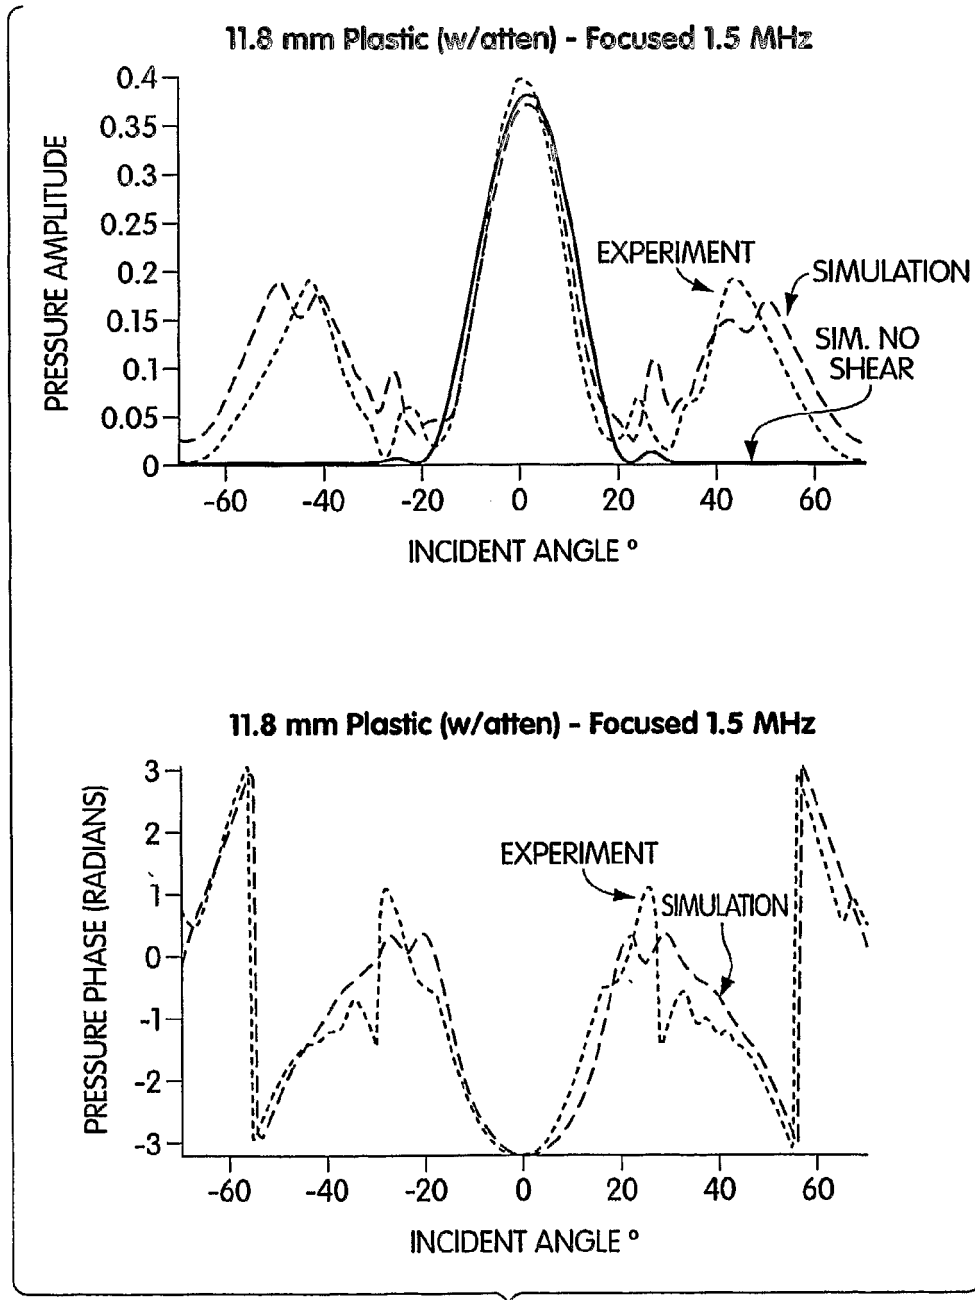 11.8 mm Plastic (w/atten) - Focused 1.5 MHz
PRESSURE AMPLITUDE
0.4
0.35
0.3
0.25
0.2
0.15
0.1
0.05
0
EXPERIMENT
SIMULATION
SIM. NO
SHEAR
-60 -40 -20 0 20 40 60
INCIDENT ANGLE º
11.8 mm Plastic (w/atten) - Focused 1.5 MHz
PRESSURE PHASE (RADIANS)
3
2
1
0
-1
-2
-3
EXPERIMENT
SIMULATION
-60 -40 -20 0 20 40 60
INCIDENT ANGLE º